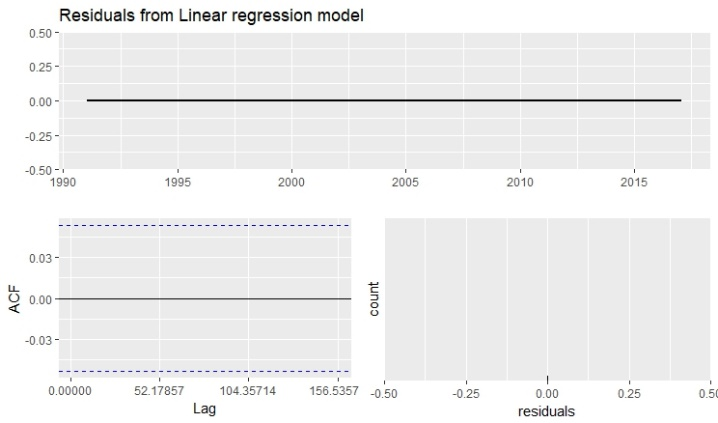 Residuals from Linear regression model
0.50
0.25
0.00
-0.25
-0.50
1990 1995 2000 2005 2010 2015
ACF
0.03
0.00
-0.03
0.00000 52.17857 104.35714 156.5357
Lag
count
-0.50 -0.25 0.00 0.25 0.50
residuals